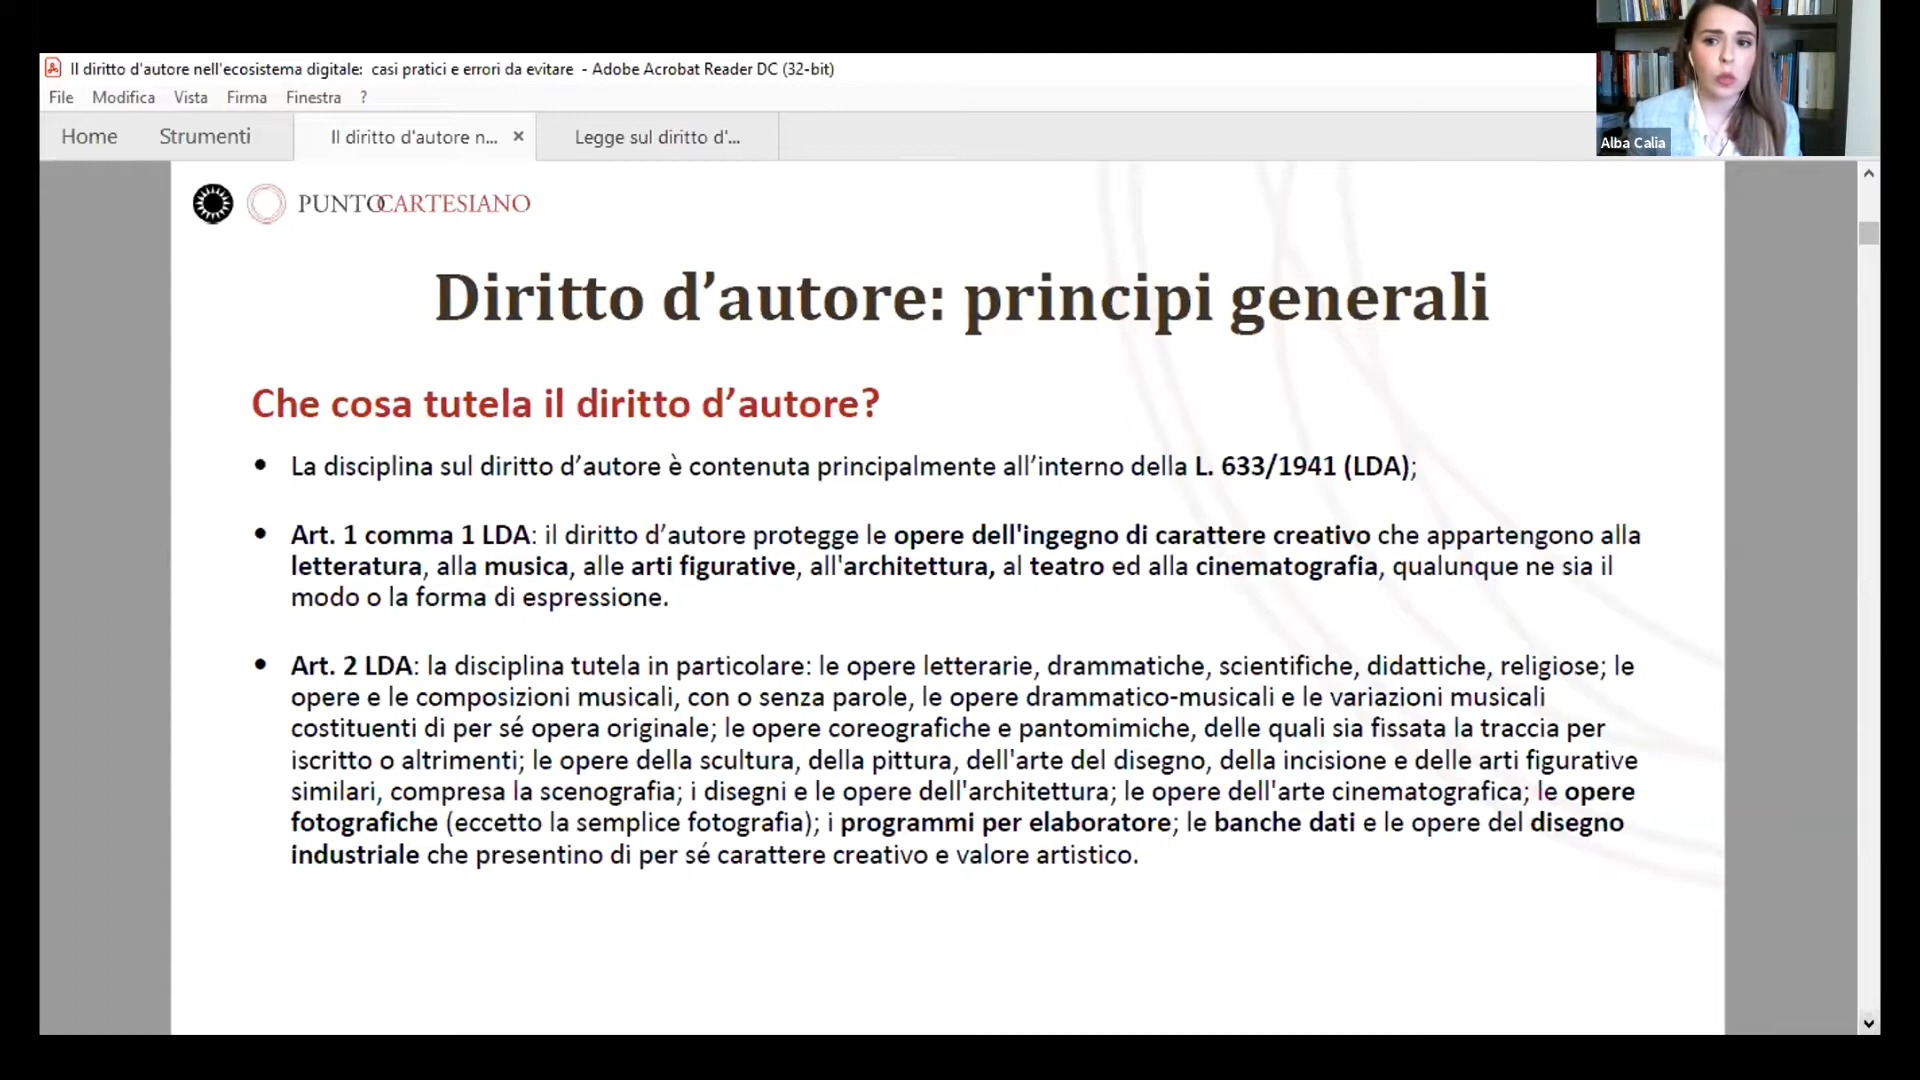 Il diritto d'autore nell'ecosistema digitale: casi pratici e errori da evitare - Adobe Acrobat Reader DC (32-bit)
File Modifica Vista Firma Finestra ?
Home Strumenti Il diritto d'autore n... × Legge sul diritto d'...
Alba Calia
PUNTOCARTESIANO
Diritto d’autore: principi generali
Che cosa tutela il diritto d’autore?
• La disciplina sul diritto d’autore è contenuta principalmente all’interno della L. 633/1941 (LDA);
• Art. 1 comma 1 LDA: il diritto d’autore protegge le opere dell'ingegno di carattere creativo che appartengono alla
letteratura, alla musica, alle arti figurative, all'architettura, al teatro ed alla cinematografia, qualunque ne sia il
modo o la forma di espressione.
• Art. 2 LDA: la disciplina tutela in particolare: le opere letterarie, drammatiche, scientifiche, didattiche, religiose; le
opere e le composizioni musicali, con o senza parole, le opere drammatico-musicali e le variazioni musicali
costituenti di per sé opera originale; le opere coreografiche e pantomimiche, delle quali sia fissata la traccia per
iscritto o altrimenti; le opere della scultura, della pittura, dell'arte del disegno, della incisione e delle arti figurative
similari, compresa la scenografia; i disegni e le opere dell'architettura; le opere dell'arte cinematografica; le opere
fotografiche (eccetto la semplice fotografia); i programmi per elaboratore; le banche dati e le opere del disegno
industriale che presentino di per sé carattere creativo e valore artistico.